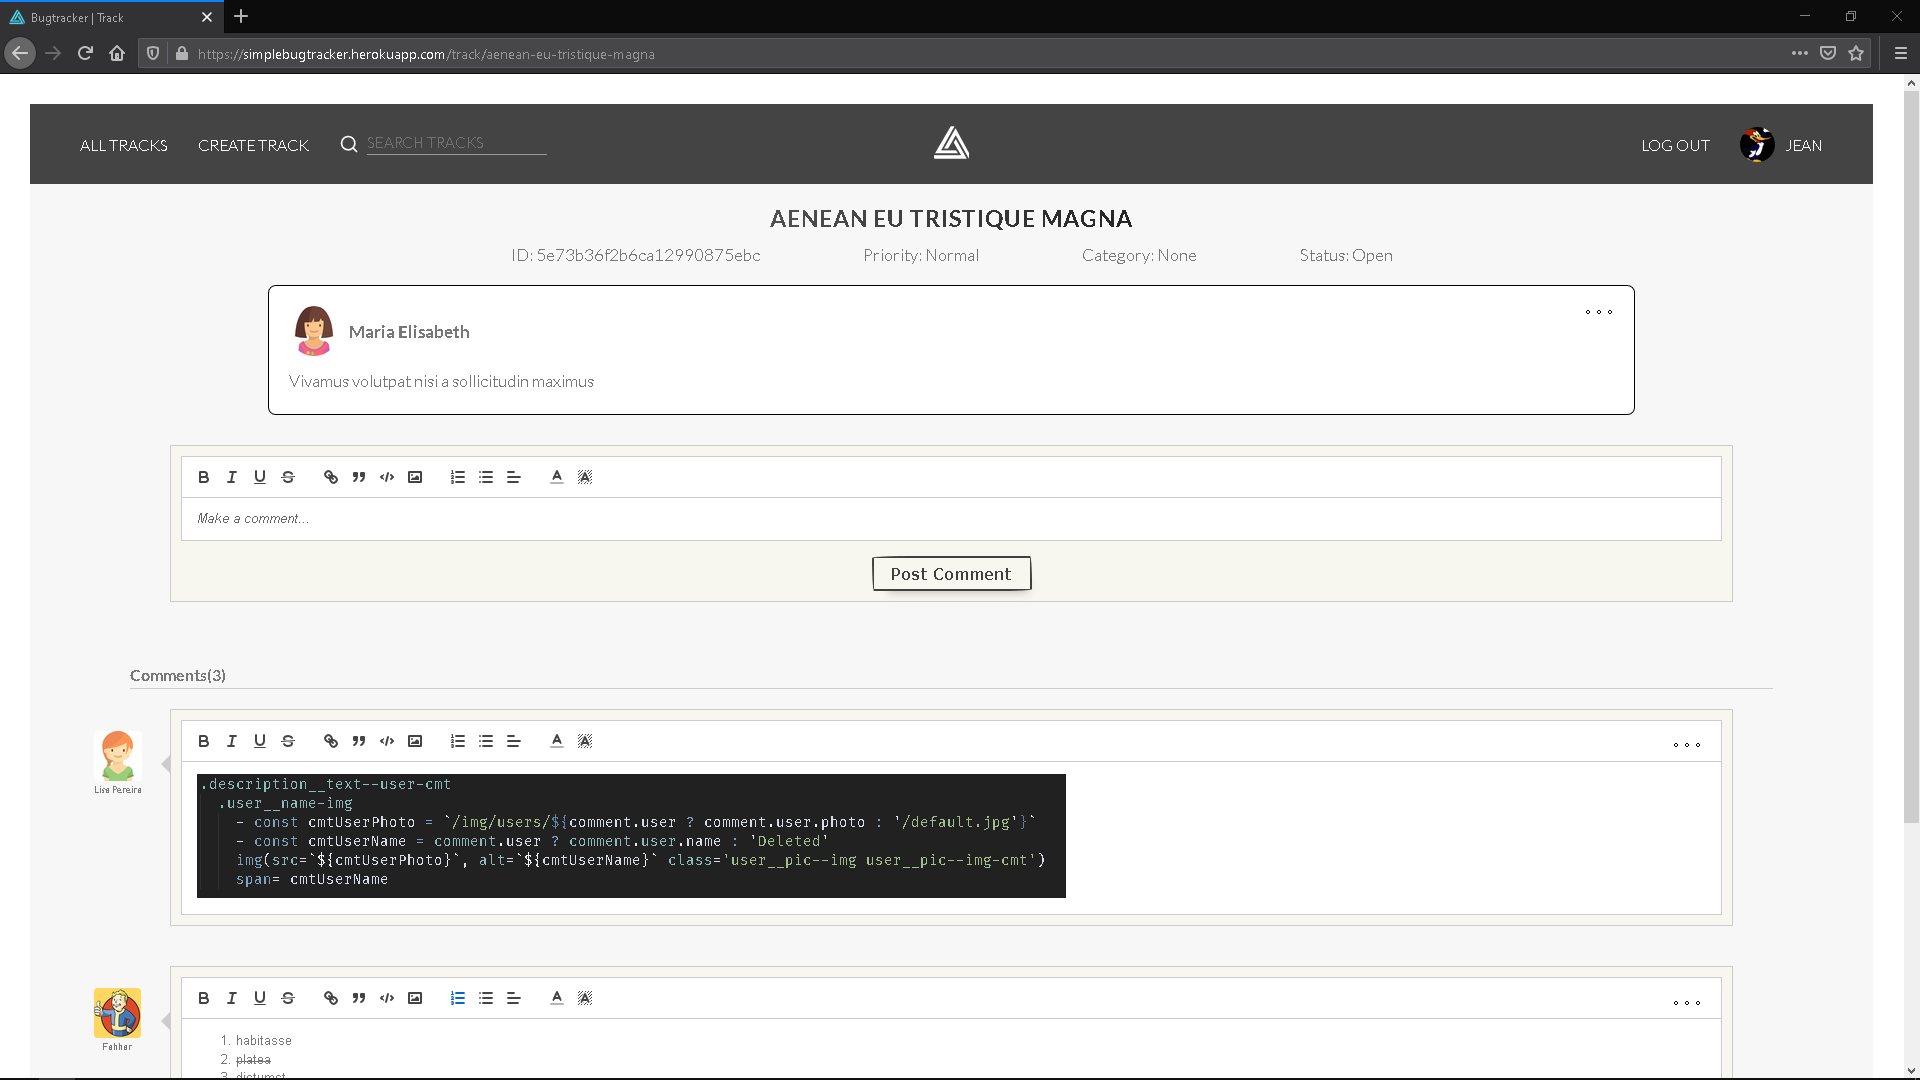 Bugtracker | Track
https://simplebugtracker.herokuapp.com/track/aenean-eu-tristique-magna
ALL TRACKS CREATE TRACK SEARCH TRACKS LOG OUT JEAN
AENEAN EU TRISTIQUE MAGNA
ID: 5e73b36f2b6ca12990875ebc Priority: Normal Category: None Status: Open
Maria Elisabeth
Vivamus volutpat nisi a sollicitudin maximus
Make a comment...
Post Comment
Comments(3)
Lisa Pereira
.description__text--user-cmt
.user__name-img
- const cmtUserPhoto = `/img/users/${comment.user ? comment.user.photo : '/default.jpg'}`
- const cmtUserName = comment.user ? comment.user.name : 'Deleted'
img(src=`${cmtUserPhoto}`, alt=`${cmtUserName}` class='user__pic--img user__pic--img-cmt')
span= cmtUserName
Fahhar
1. habitasse
2. platea
3. dictumst